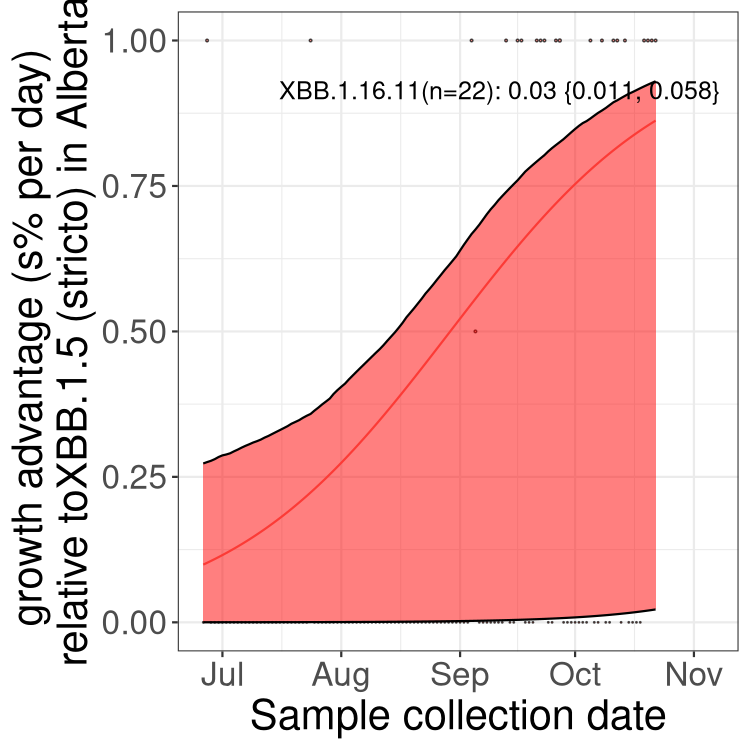 growth advantage (s% per day)
relative toXBB.1.5 (stricto) in Alberta
1.00
0.75
0.50
0.25
0.00
XBB.1.16.11(n=22): 0.03 {0.011, 0.058}
Jul Aug Sep Oct Nov
Sample collection date